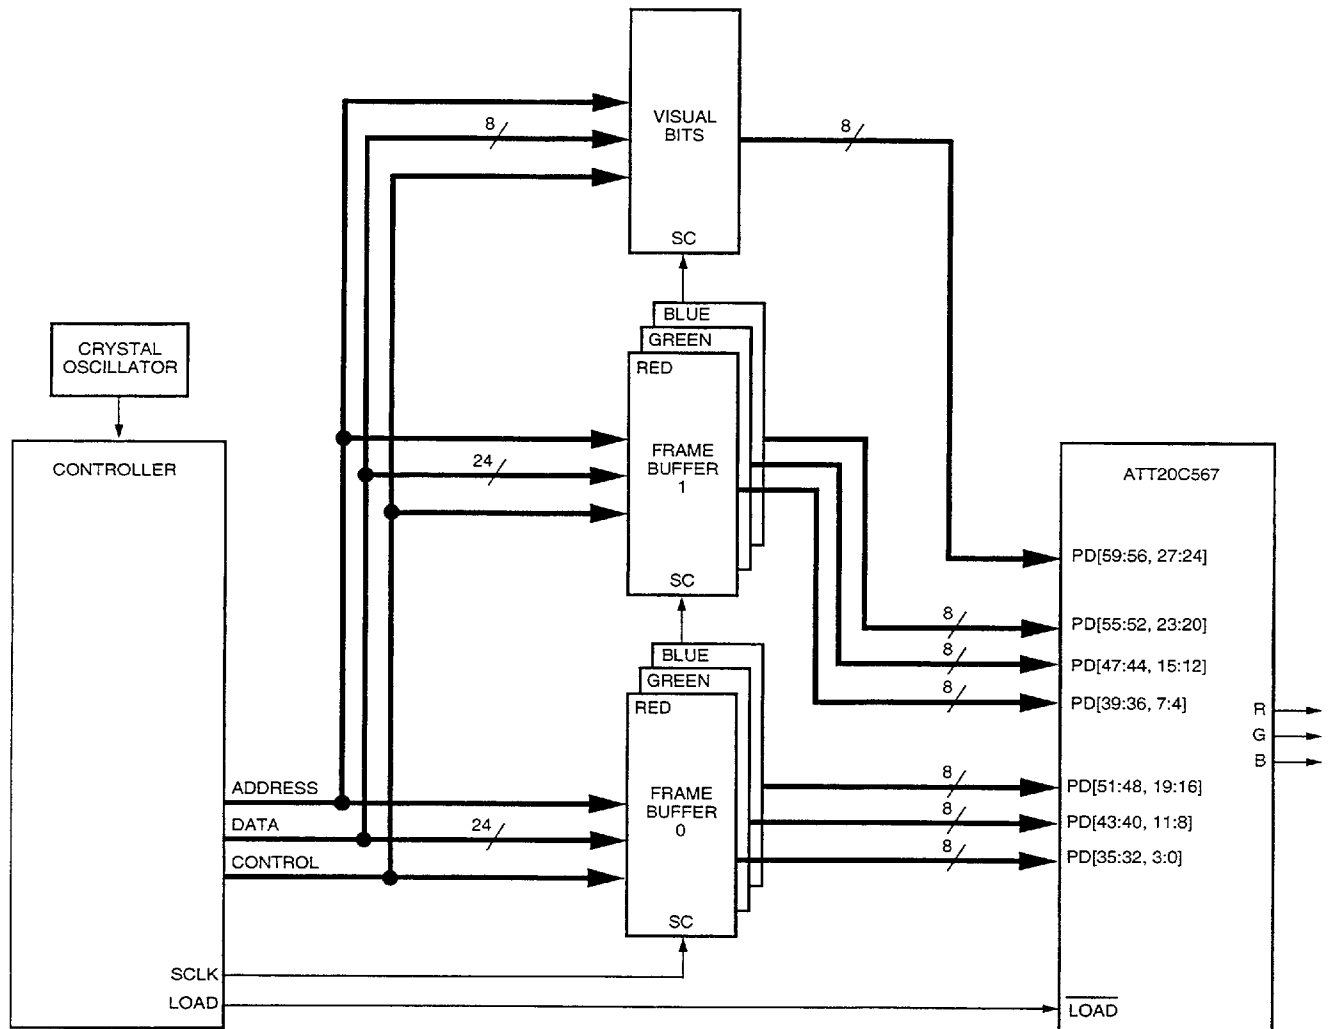 VISUAL
BITS
8
8
SC
BLUE
GREEN
RED
CRYSTAL
OSCILLATOR
CONTROLLER
FRAME
BUFFER
1
24
SC
ATT20C567
PD[59:56, 27:24]
8
PD[55:52, 23:20]
8
PD[47:44, 15:12]
8
PD[39:36, 7:4]
BLUE
GREEN
RED
R
G
B
ADDRESS
DATA
24
CONTROL
FRAME
BUFFER
0
8
PD[51:48, 19:16]
8
PD[43:40, 11:8]
8
PD[35:32, 3:0]
SC
SCLK
LOAD
LOAD